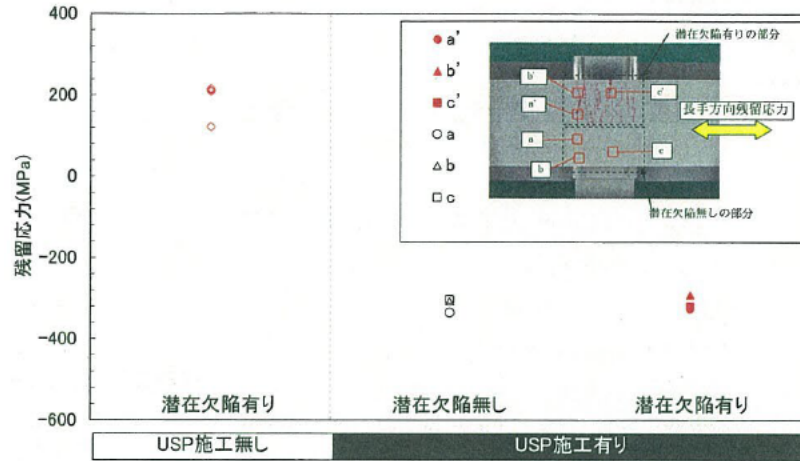 400
200
0
-200
-400
-600
残留応力(MPa)
a'
b'
c'
a
b
c
潜在欠陥有りの部分
b'
c'
a'
長手方向残留応力
a
c
b
潜在欠陥無しの部分
潜在欠陥有り
潜在欠陥無し
潜在欠陥有り
USP施工無し
USP施工有り